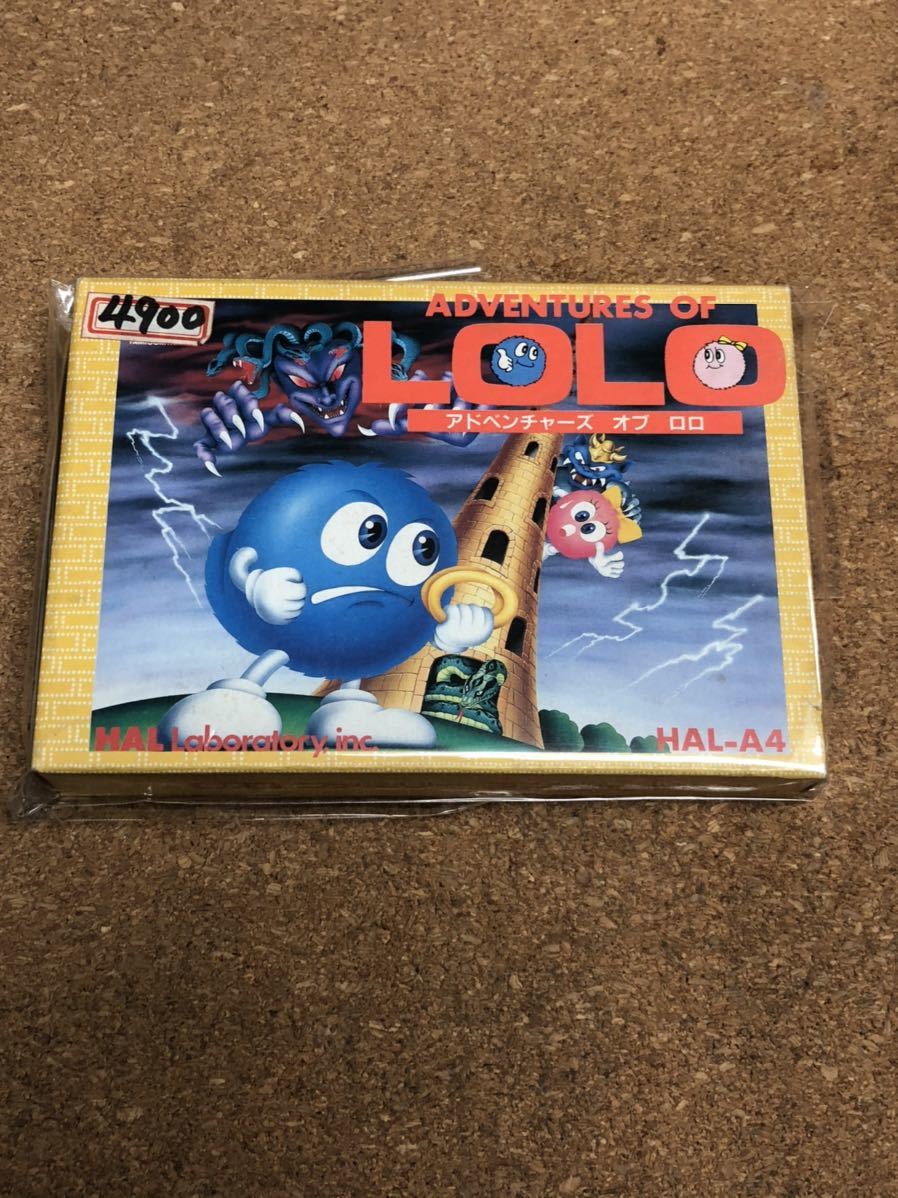 4900
ADVENTURES OF
LOLO
アドベンチャーズ オブ ロロ
HAL Laboratory, inc.
HAL-A4